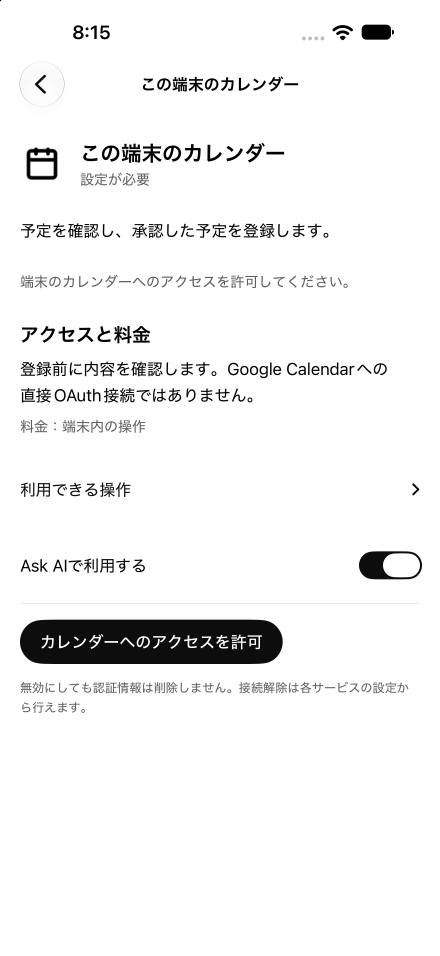 8:15
この端末のカレンダー
この端末のカレンダー
設定が必要
予定を確認し、承認した予定を登録します。
端末のカレンダーへのアクセスを許可してください。
アクセスと料金
登録前に内容を確認します。Google Calendarへの
直接OAuth接続ではありません。
料金：端末内の操作
利用できる操作
Ask AIで利用する
カレンダーへのアクセスを許可
無効にしても認証情報は削除しません。接続解除は各サービスの設定か
ら行えます。